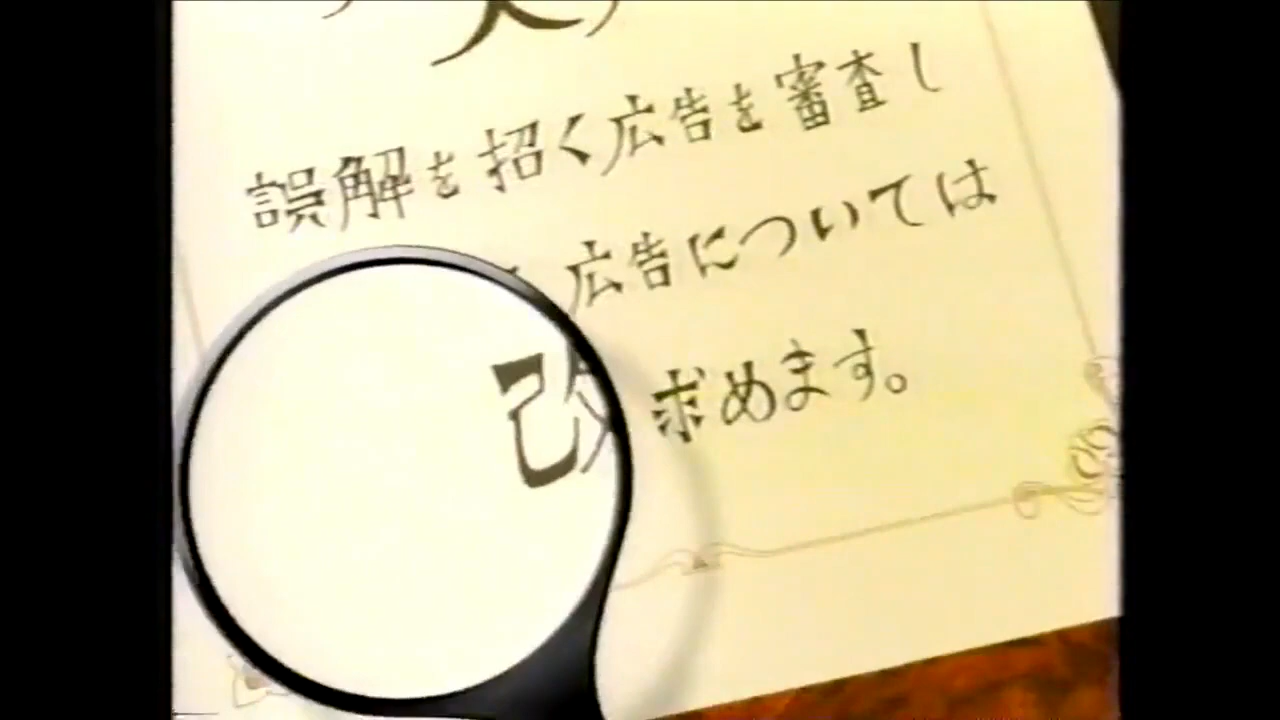 誤解を招く広告を審査し
広告については
改 求めます。